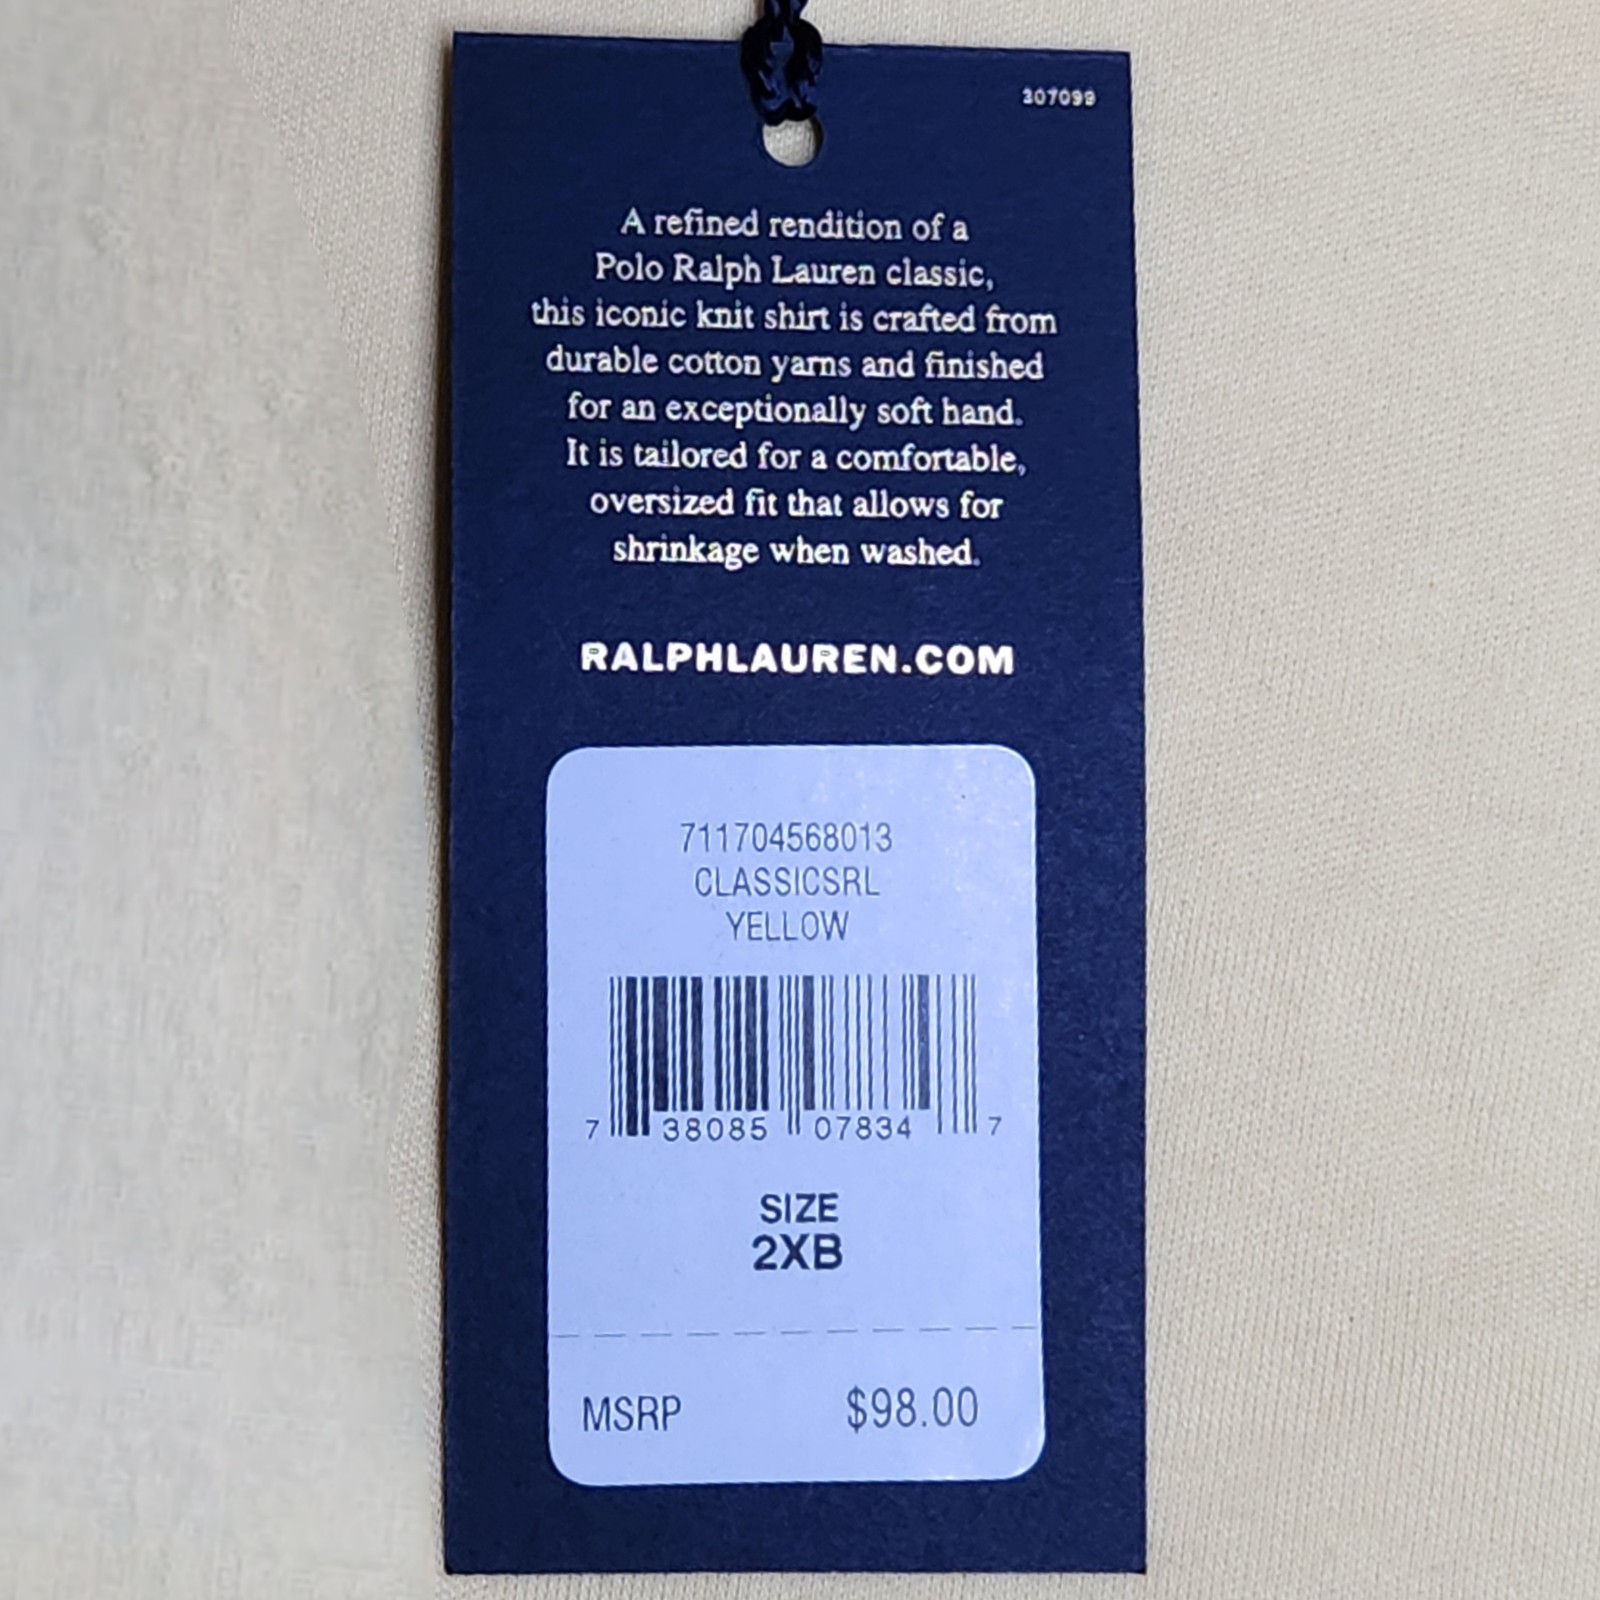 307099
A refined rendition of a
Polo Ralph Lauren classic,
this iconic knit shirt is crafted from
durable cotton yarns and finished
for an exceptionally soft hand.
It is tailored for a comfortable,
oversized fit that allows for
shrinkage when washed.
RALPHLAUREN.COM
711704568013
CLASSICSRL
YELLOW
7 38085 07834 7
SIZE
2XB
MSRP $98.00